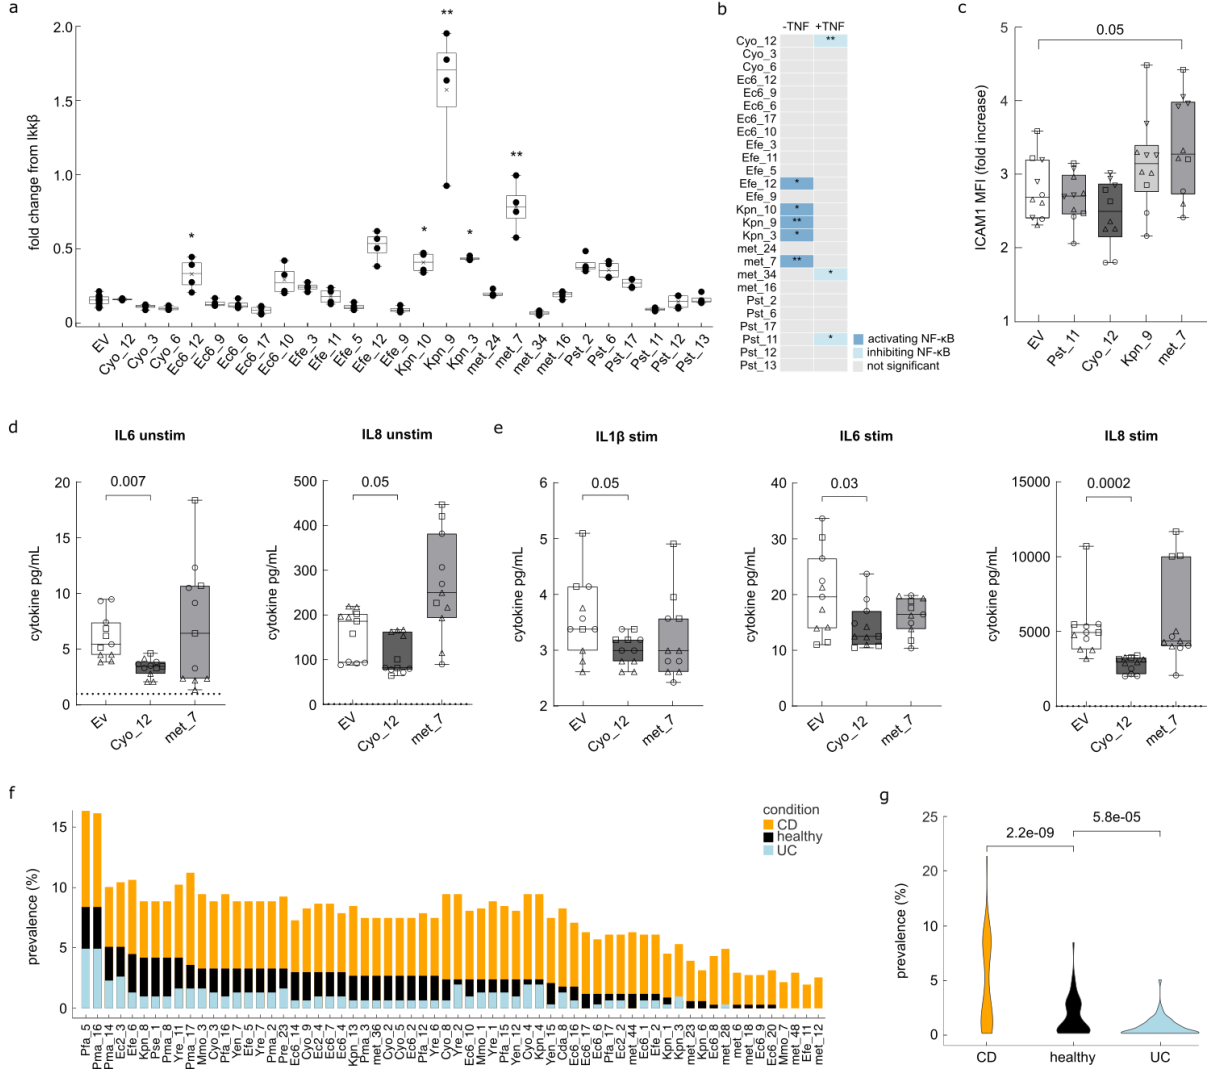 a
fold change from Ikkβ
2.0
1.5
1.0
0.5
0
*
*
**
*
**
EV
Cyo_12
Cyo_3
Cyo_6
Ec6_12
Ec6_9
Ec6_6
Ec6_17
Ec6_10
Efe_3
Efe_11
Efe_5
Efe_12
Efe_9
Kpn_10
Kpn_9
Kpn_3
met_24
met_7
met_34
met_16
Pst_2
Pst_6
Pst_17
Pst_11
Pst_12
Pst_13
b
-TNF +TNF
Cyo_12 **
Cyo_3
Cyo_6
Ec6_12
Ec6_9
Ec6_6
Ec6_17
Ec6_10
Efe_3
Efe_11
Efe_5
Efe_12 *
Efe_9
Kpn_10 *
Kpn_9 **
Kpn_3 *
met_24
met_7 **
met_34 *
met_16
Pst_2
Pst_6
Pst_17
Pst_11 *
Pst_12
Pst_13
activating NF-κB
inhibiting NF-κB
not significant
c
ICAM1 MFI (fold increase)
5
4
3
2
1
0.05
EV
Pst_11
Cyo_12
Kpn_9
met_7
d
IL6 unstim
cytokine pg/mL
20
15
10
5
0
0.007
Ev
Cyo_12
met_7
IL8 unstim
cytokine pg/mL
500
400
300
200
100
0
0.05
EV
Cyo_12
met_7
e
IL1β stim
cytokine pg/mL
6
5
4
3
2
0.05
EV
Cyo_12
met_7
IL6 stim
cytokine pg/mL
40
30
20
10
0
0.03
EV
Cyo_12
met_7
IL8 stim
cytokine pg/mL
15000
10000
5000
0
0.0002
EV
Cyo_12
met_7
f
prevalence (%)
15
10
5
0
condition
CD
healthy
UC
Pfa_5
Pma_16
Pma_14
Ec2_3
Efe_6
Kpn_8
Pse_1
Pma_8
Yre_11
Pma_17
Mmo_3
Cyo_3
Pfa_16
Yen_7
Efe_5
Yre_7
Pma_2
Pre_23
Ec6_14
Cyo_9
Ec2_4
Ec6_7
Efe_4
Kpn_13
Pma_3
met_36
Cyo_2
Cyo_5
Ec6_2
Pfa_12
Yre_6
Cyo_8
Yre_2
Ec6_10
Mmo_1
Yre_1
Pfa_15
Yen_12
Cyo_4
Kpn_4
Yen_15
Cda_8
Ec6_16
Ec6_17
Ec6_6
Pfa_17
Ec2_2
met_44
Ec6_1
Efe_2
Kpn_1
Kpn_3
met_23
Kpn_6
Ec6_8
met_28
met_6
met_18
Ec6_9
Ec6_20
Mmo_7
met_48
Efe_11
met_12
g
prevalence (%)
25
20
10
5
0
2.2e-09
5.8e-05
CD
healthy
UC